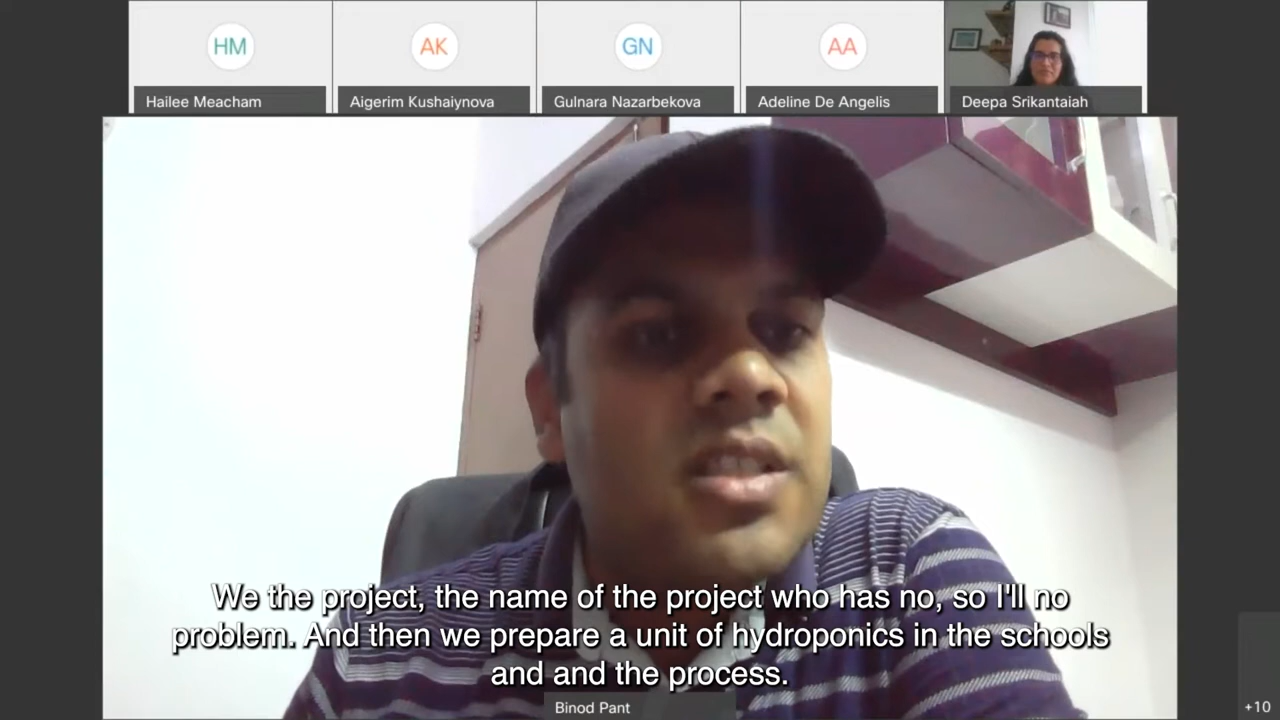 HM
AK
GN
AA
Hailee Meacham
Aigerim Kushaiynova
Gulnara Nazarbekova
Adeline De Angelis
Deepa Srikantaiah
We the project, the name of the project who has no, so I'll no
problem. And then we prepare a unit of hydroponics in the schools
and and the process.
Binod Pant
+10